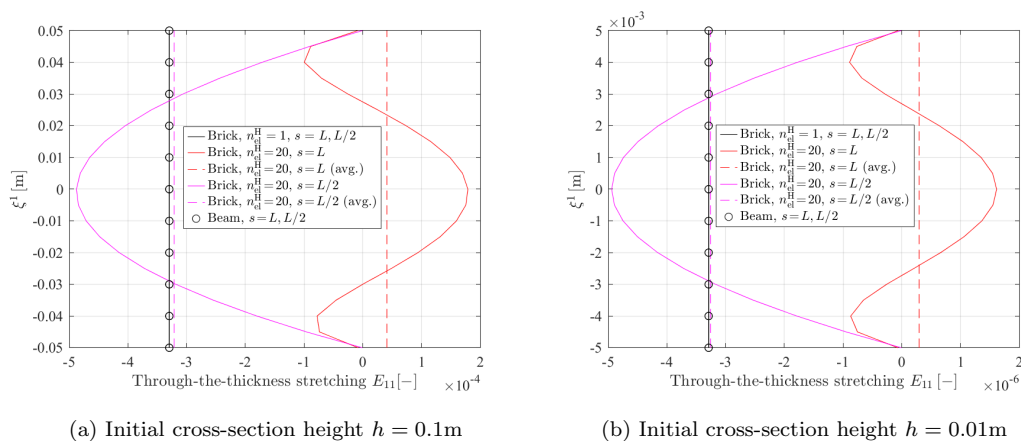 0.05
0.04
0.03
0.02
0.01
0
-0.01
-0.02
-0.03
-0.04
-0.05
ξ¹ [m]
Brick, n_el^H = 1, s = L, L/2
Brick, n_el^H = 20, s = L
Brick, n_el^H = 20, s = L (avg.)
Brick, n_el^H = 20, s = L/2
Brick, n_el^H = 20, s = L/2 (avg.)
Beam, s = L, L/2
-5 -4 -3 -2 -1 0 1 2
Through-the-thickness stretching E₁₁ [−] ×10⁻⁴
(a) Initial cross-section height h = 0.1m
5 ×10⁻³
4
3
2
1
0
-1
-2
-3
-4
-5
ξ¹ [m]
Brick, n_el^H = 1, s = L, L/2
Brick, n_el^H = 20, s = L
Brick, n_el^H = 20, s = L (avg.)
Brick, n_el^H = 20, s = L/2
Brick, n_el^H = 20, s = L/2 (avg.)
Beam, s = L, L/2
-5 -4 -3 -2 -1 0 1 2
Through-the-thickness stretching E₁₁ [−] ×10⁻⁶
(b) Initial cross-section height h = 0.01m